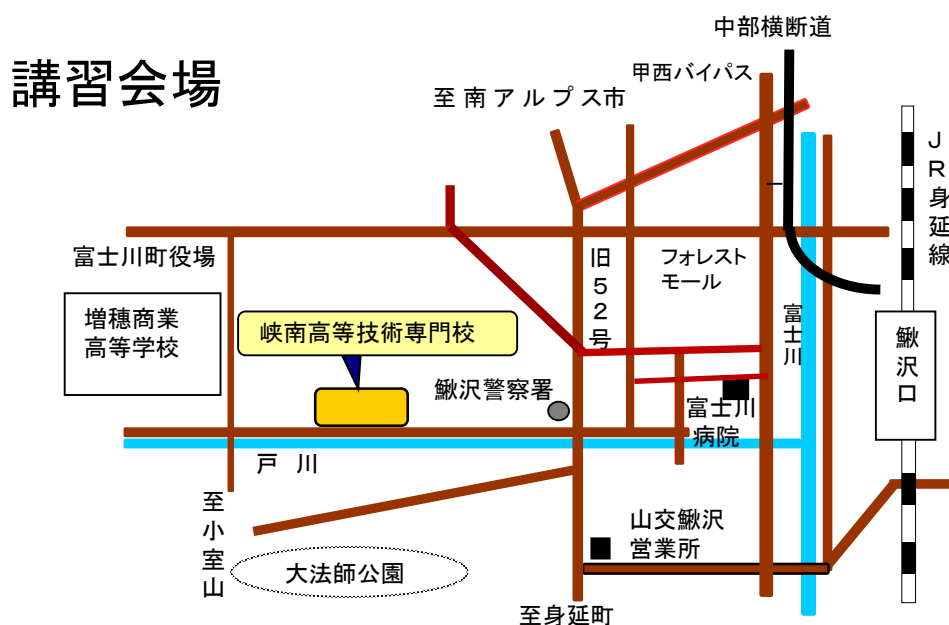 講習会場
中部横断道
甲西バイパス
至南アルプス市
JR身延線
富士川町役場
旧52号
フォレスト
モール
増穂商業
高等学校
峡南高等技術専門校
富士川
鰍沢口
鰍沢警察署
富士川
病院
戸川
至小室山
山交鰍沢
営業所
大法師公園
至身延町